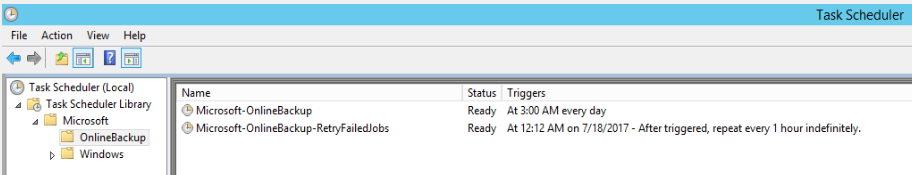 Task Scheduler
File Action View Help
Task Scheduler (Local)
Task Scheduler Library
Microsoft
OnlineBackup
Windows
Name Status Triggers
Microsoft-OnlineBackup Ready At 3:00 AM every day
Microsoft-OnlineBackup-RetryFailedJobs Ready At 12:12 AM on 7/18/2017 - After triggered, repeat every 1 hour indefinitely.